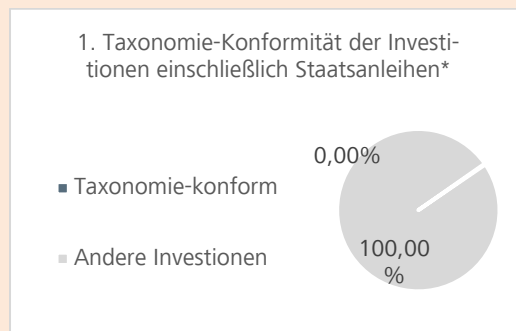 1. Taxonomie-Konformität der Investi-
tionen einschließlich Staatsanleihen*
0,00%
Taxonomie-konform
100,00
%
Andere Investionen